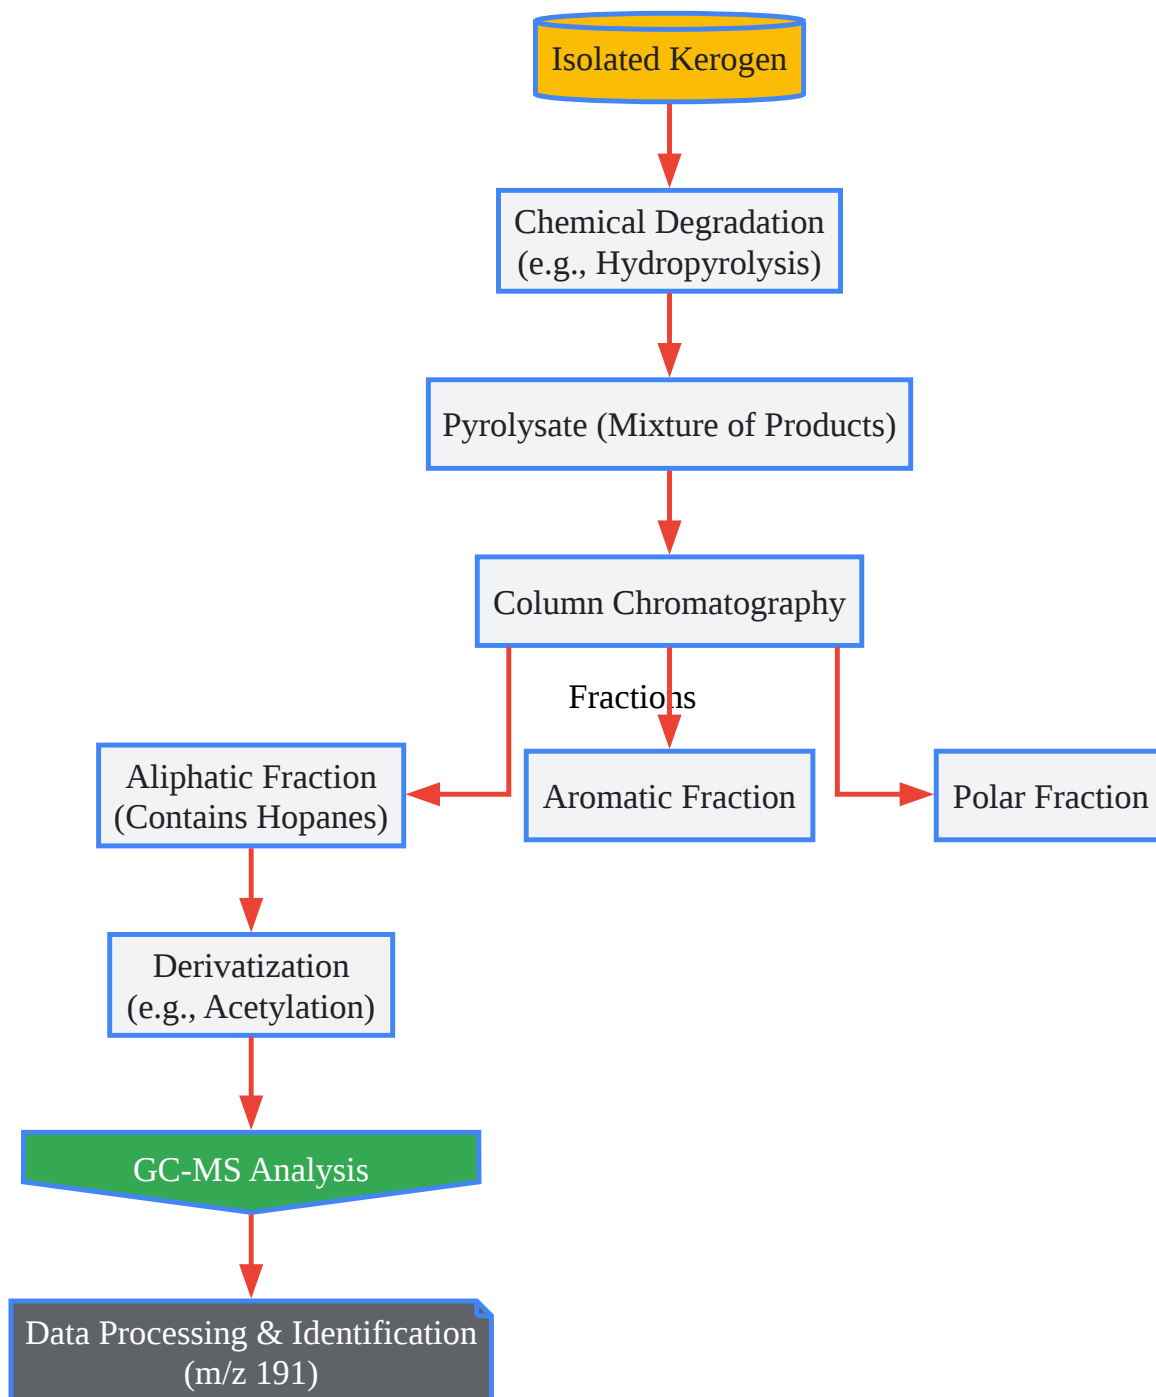 Isolated Kerogen
Chemical Degradation
(e.g., Hydropyrolysis)
Pyrolysate (Mixture of Products)
Column Chromatography
Fractions
Aliphatic Fraction
(Contains Hopanes)
Aromatic Fraction
Polar Fraction
Derivatization
(e.g., Acetylation)
GC-MS Analysis
Data Processing & Identification
(m/z 191)